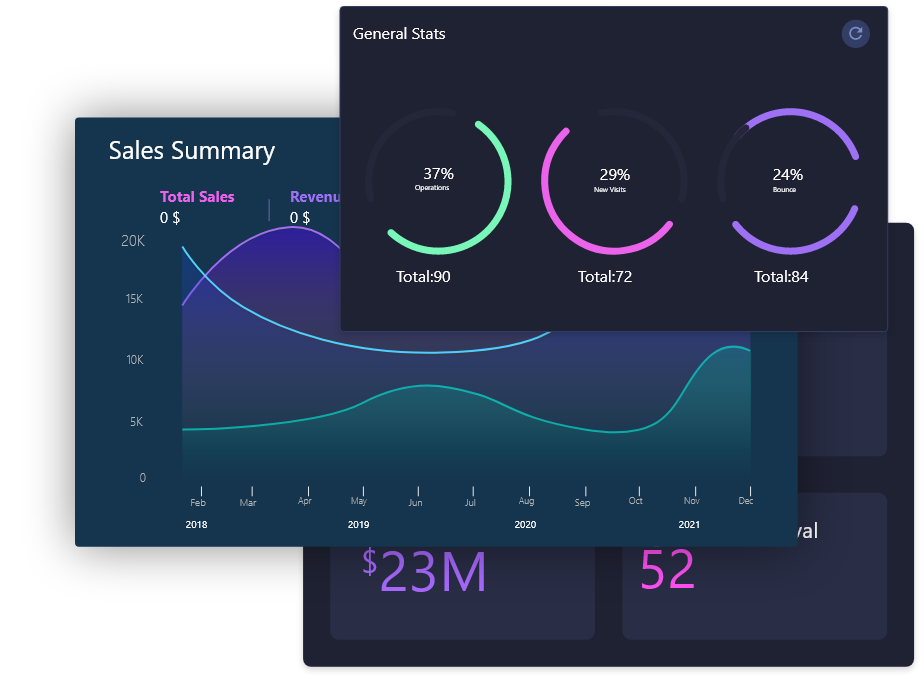 General Stats
37%
Operations
Total:90
29%
New Visits
Total:72
24%
Bounce
Total:84
Sales Summary
Total Sales
0 $
Revenu
0 $
20K
15K
10K
5K
0
Feb Mar Apr May Jun Jul Aug Sep Oct Nov Dec
2018 2019 2020 2021
$23M
val
52